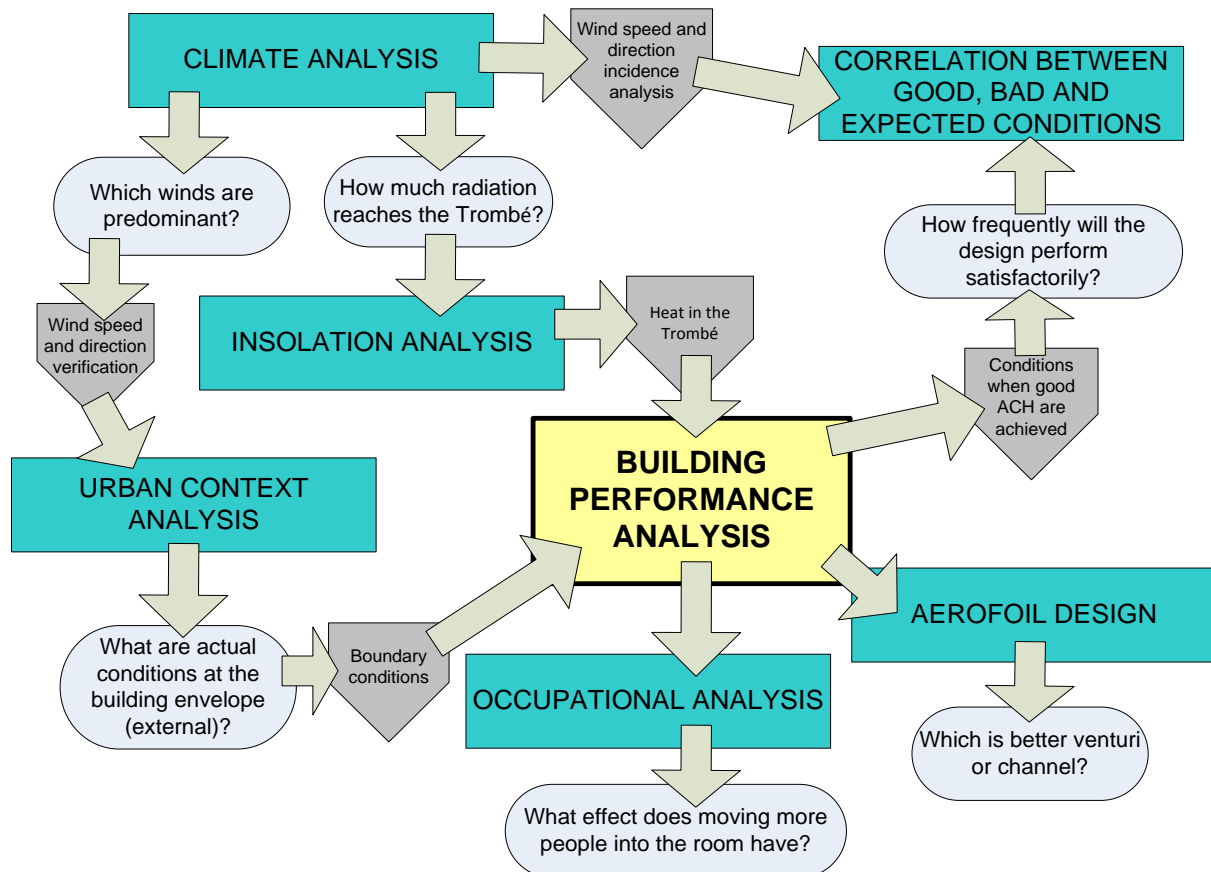 CLIMATE ANALYSIS
Wind speed and
direction
incidence
analysis
CORRELATION BETWEEN
GOOD, BAD AND
EXPECTED CONDITIONS
Which winds are
predominant?
How much radiation
reaches the Trombé?
How frequently will the
design perform
satisfactorily?
Wind speed
and direction
verification
INSOLATION ANALYSIS
Heat in the
Trombé
Conditions
when good
ACH are
achieved
URBAN CONTEXT
ANALYSIS
BUILDING
PERFORMANCE
ANALYSIS
AEROFOIL DESIGN
What are actual
conditions at the
building envelope
(external)?
Boundary
conditions
OCCUPATIONAL ANALYSIS
Which is better venturi
or channel?
What effect does moving more
people into the room have?